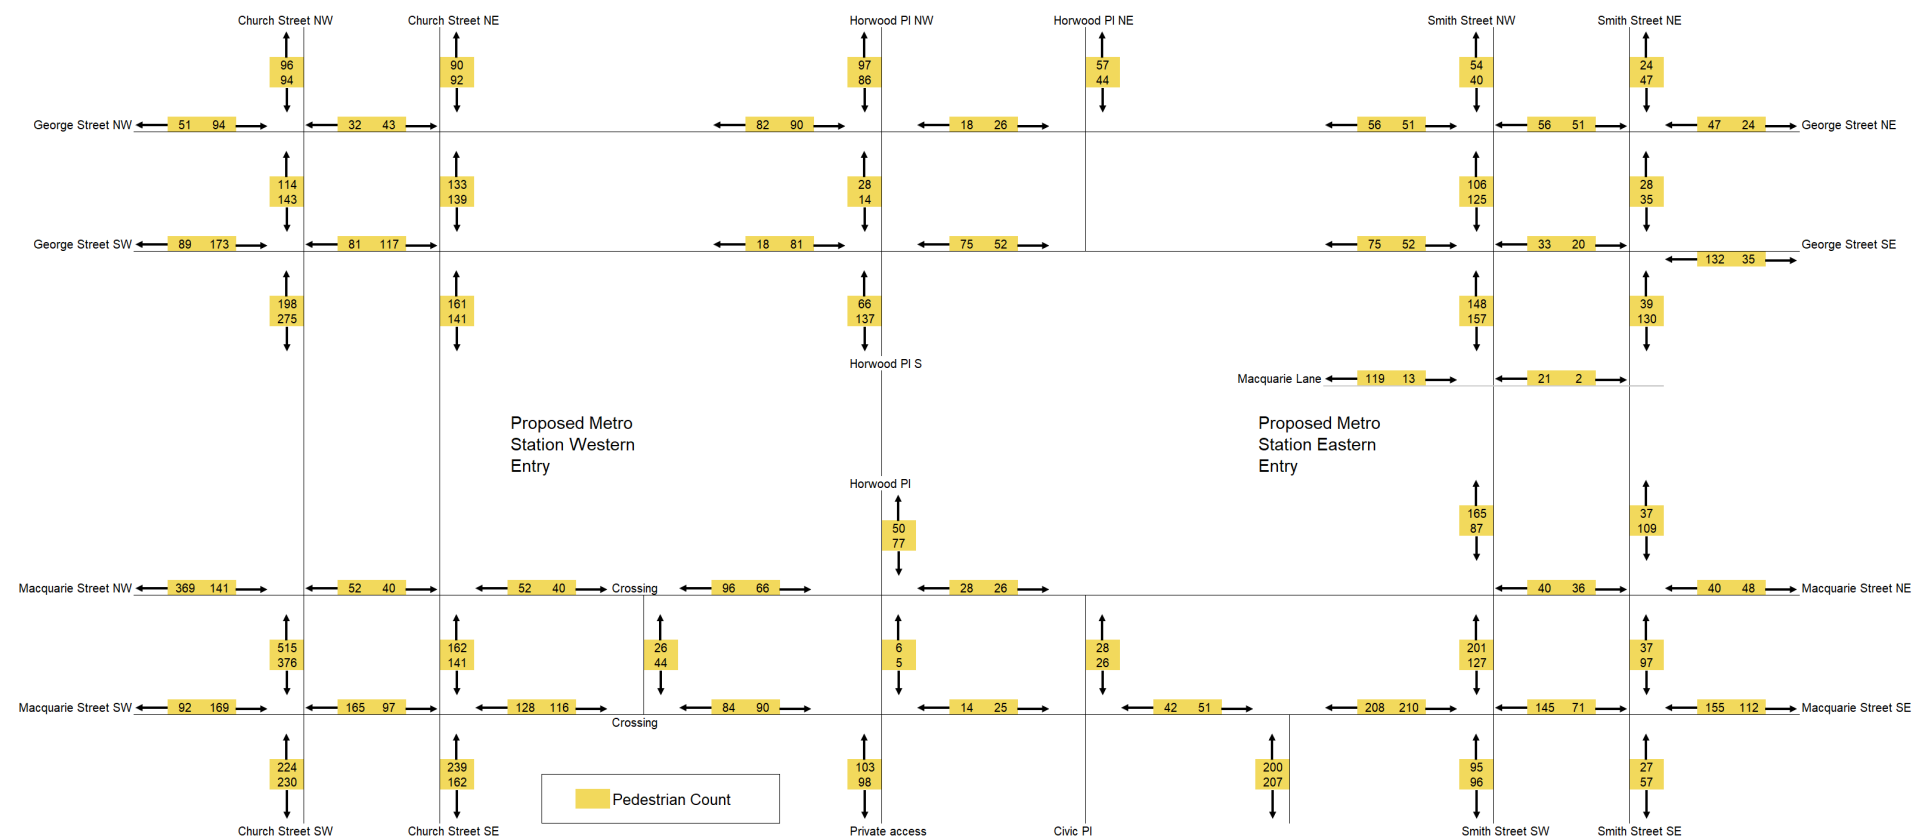 Church Street NW Church Street NE Horwood Pl NW Horwood Pl NE Smith Street NW Smith Street NE
96 90 97 57 54 24
94 92 86 44 40 47
George Street NW 51 94 32 43 82 90 18 26 56 51 56 51 47 24 George Street NE
114 133 28 106 28
143 139 14 125 35
George Street SW 89 173 81 117 18 81 75 52 75 52 33 20 George Street SE
132 35
198 161 66 148 39
275 141 137 157 130
Horwood Pl S
Macquarie Lane 119 13 21 2
Proposed Metro Proposed Metro
Station Western Station Eastern
Entry Entry
Horwood Pl
165 37
50 87 109
77
Macquarie Street NW 369 141 52 40 52 40 Crossing 96 66 28 26 40 36 40 48 Macquarie Street NE
515 162 26 6 28 201 37
376 141 44 5 26 127 97
Macquarie Street SW 92 169 165 97 128 116 84 90 14 25 42 51 208 210 145 71 155 112 Macquarie Street SE
Crossing
224 239 103 200 95 27
230 162 98 207 96 57
Pedestrian Count
Church Street SW Church Street SE Private access Civic Pl Smith Street SW Smith Street SE